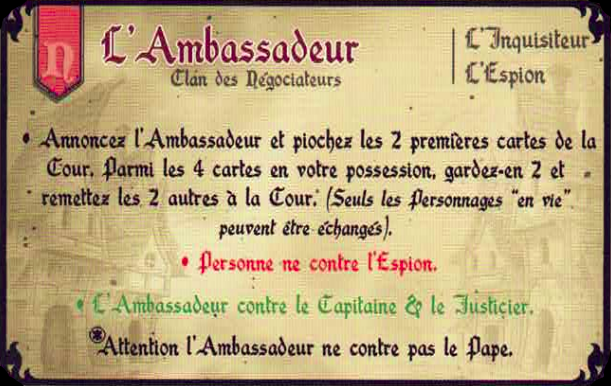 N
L'Ambassadeur
Clan des Négociateurs
L'Inquisiteur
L'Espion
• Annoncez l'Ambassadeur et piochez les 2 premières cartes de la
Cour. Parmi les 4 cartes en votre possession, gardez-en 2 et
remettez les 2 autres à la Cour. (Seuls les Personnages "en vie"
peuvent être échangés).
• Personne ne contre l'Espion.
• L'Ambassadeur contre le Capitaine & le Justicier.
Attention l'Ambassadeur ne contre pas le Pape.